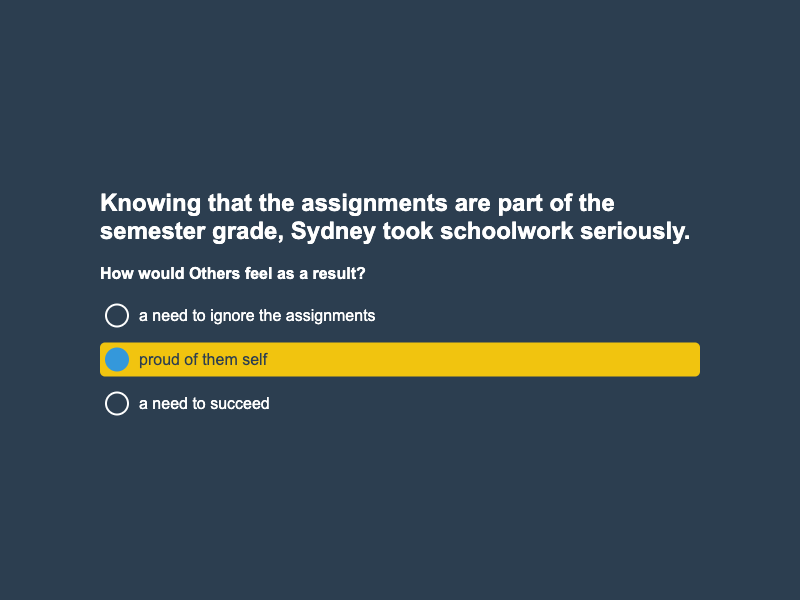 Knowing that the assignments are part of the
semester grade, Sydney took schoolwork seriously.
How would Others feel as a result?
a need to ignore the assignments
proud of them self
a need to succeed